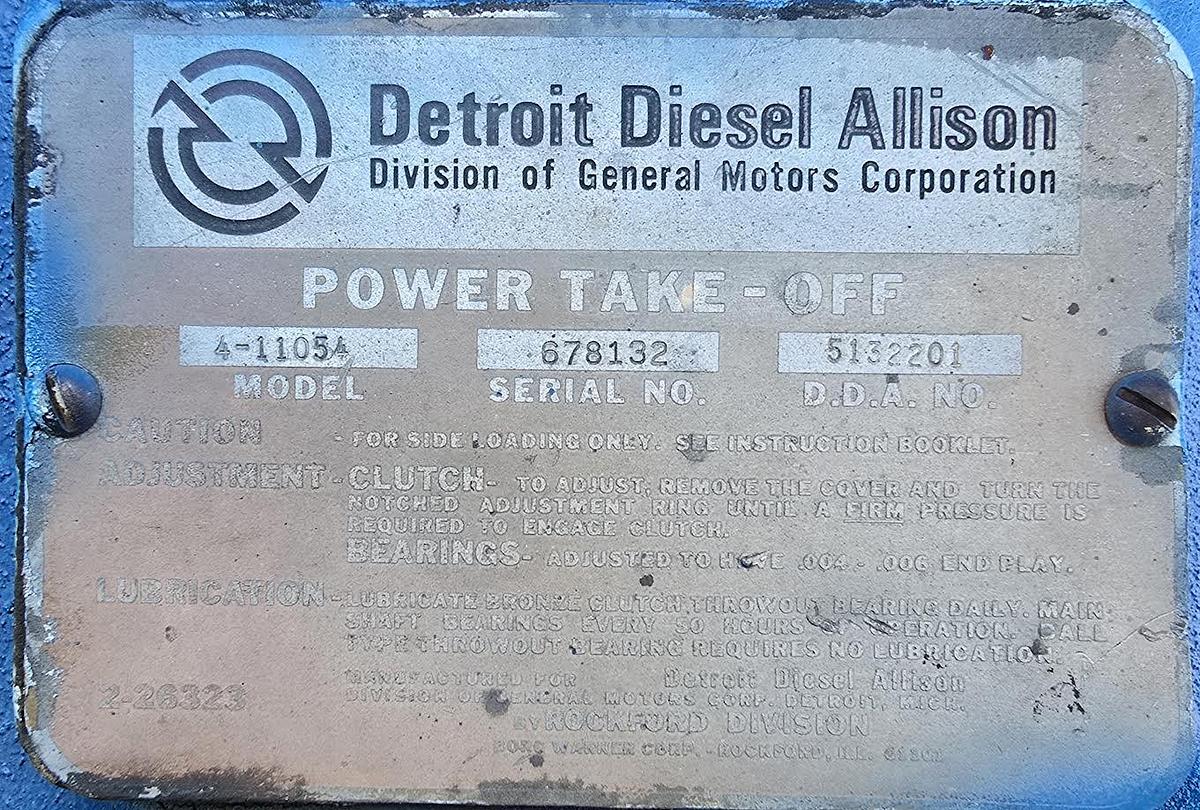 Detroit Diesel Allison
Division of General Motors Corporation
POWER TAKE-OFF
4-11054 678132 5132201
MODEL SERIAL NO. D.D.A. NO.
CAUTION - FOR SIDE LOADING ONLY. SEE INSTRUCTION BOOKLET.
ADJUSTMENT - CLUTCH - TO ADJUST, REMOVE THE COVER AND TURN THE
NOTCHED ADJUSTMENT RING UNTIL A FIRM PRESSURE IS
REQUIRED TO ENGAGE CLUTCH.
BEARINGS - ADJUSTED TO HAVE .004 - .006 END PLAY.
LUBRICATION - LUBRICATE BRONZE CLUTCH THROWOUT BEARING DAILY. MAIN
SHAFT BEARINGS EVERY 50 HOURS OF OPERATION. BALL
TYPE THROWOUT BEARING REQUIRES NO LUBRICATION.
MANUFACTURED FOR Detroit Diesel Allison
2-26323 DIVISION OF GENERAL MOTORS CORP. DETROIT, MICH.
BY ROCKFORD DIVISION
BORG WARNER CORP. - ROCKFORD, ILL.